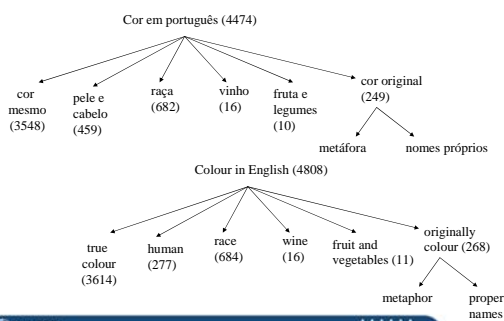 Cor em português (4474)
cor
mesmo
(3548)
pele e
cabelo
(459)
raça
(682)
vinho
(16)
fruta e
legumes
(10)
cor original
(249)
metáfora
nomes próprios
Colour in English (4808)
true
colour
(3614)
human
(277)
race
(684)
wine
(16)
fruit and
vegetables (11)
originally
colour (268)
metaphor
proper
names